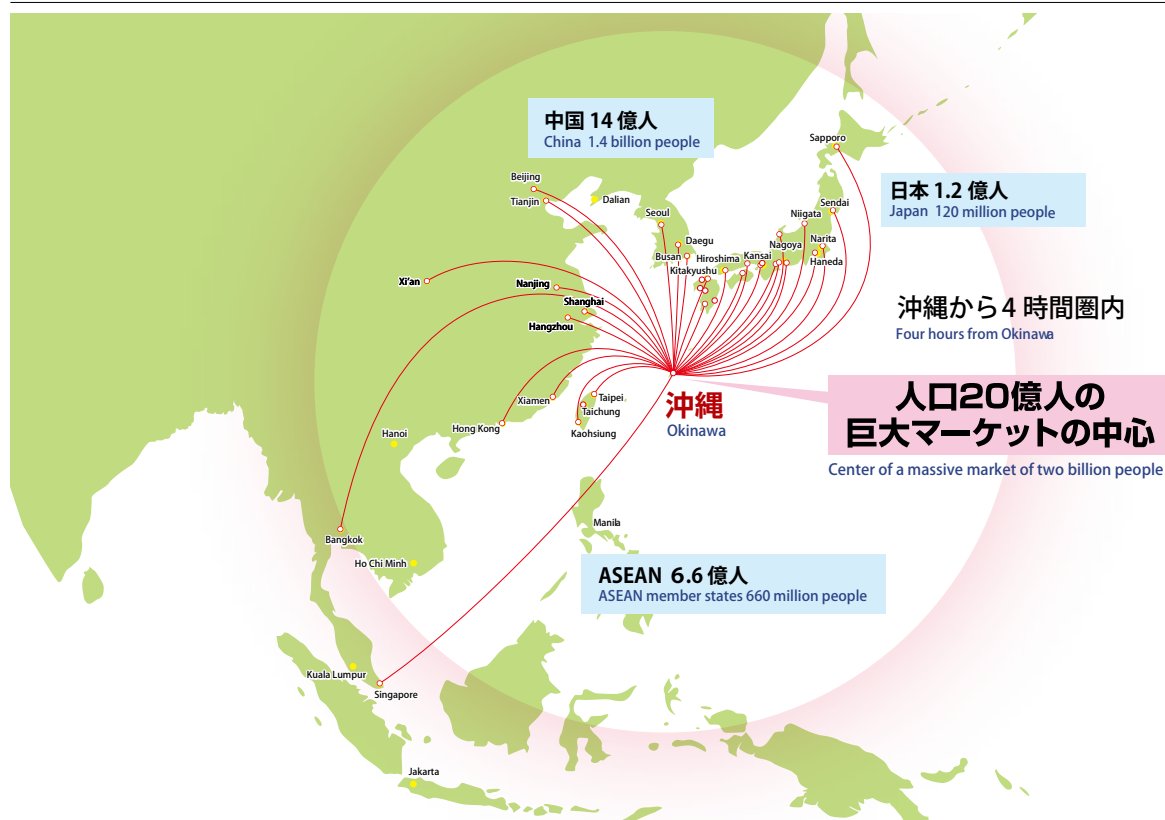 中国 14 億人
China 1.4 billion people
Sapporo
Beijing
Tianjin
Dalian
日本 1.2 億人
Japan 120 million people
Sendai
Seoul
Niigata
Daegu
Busan
Nagoya
Narita
Hiroshima
Kansai
Haneda
Kitakyushu
Xi'an
Nanjing
Shanghai
Hangzhou
沖縄から4 時間圏内
Four hours from Okinawa
Xiamen
Taipei
Taichung
沖縄
Okinawa
人口20億人の
巨大マーケットの中心
Center of a massive market of two billion people
Hong Kong
Kaohsiung
Hanoi
Manila
Bangkok
Ho Chi Minh
ASEAN 6.6 億人
ASEAN member states 660 million people
Kuala Lumpur
Singapore
Jakarta